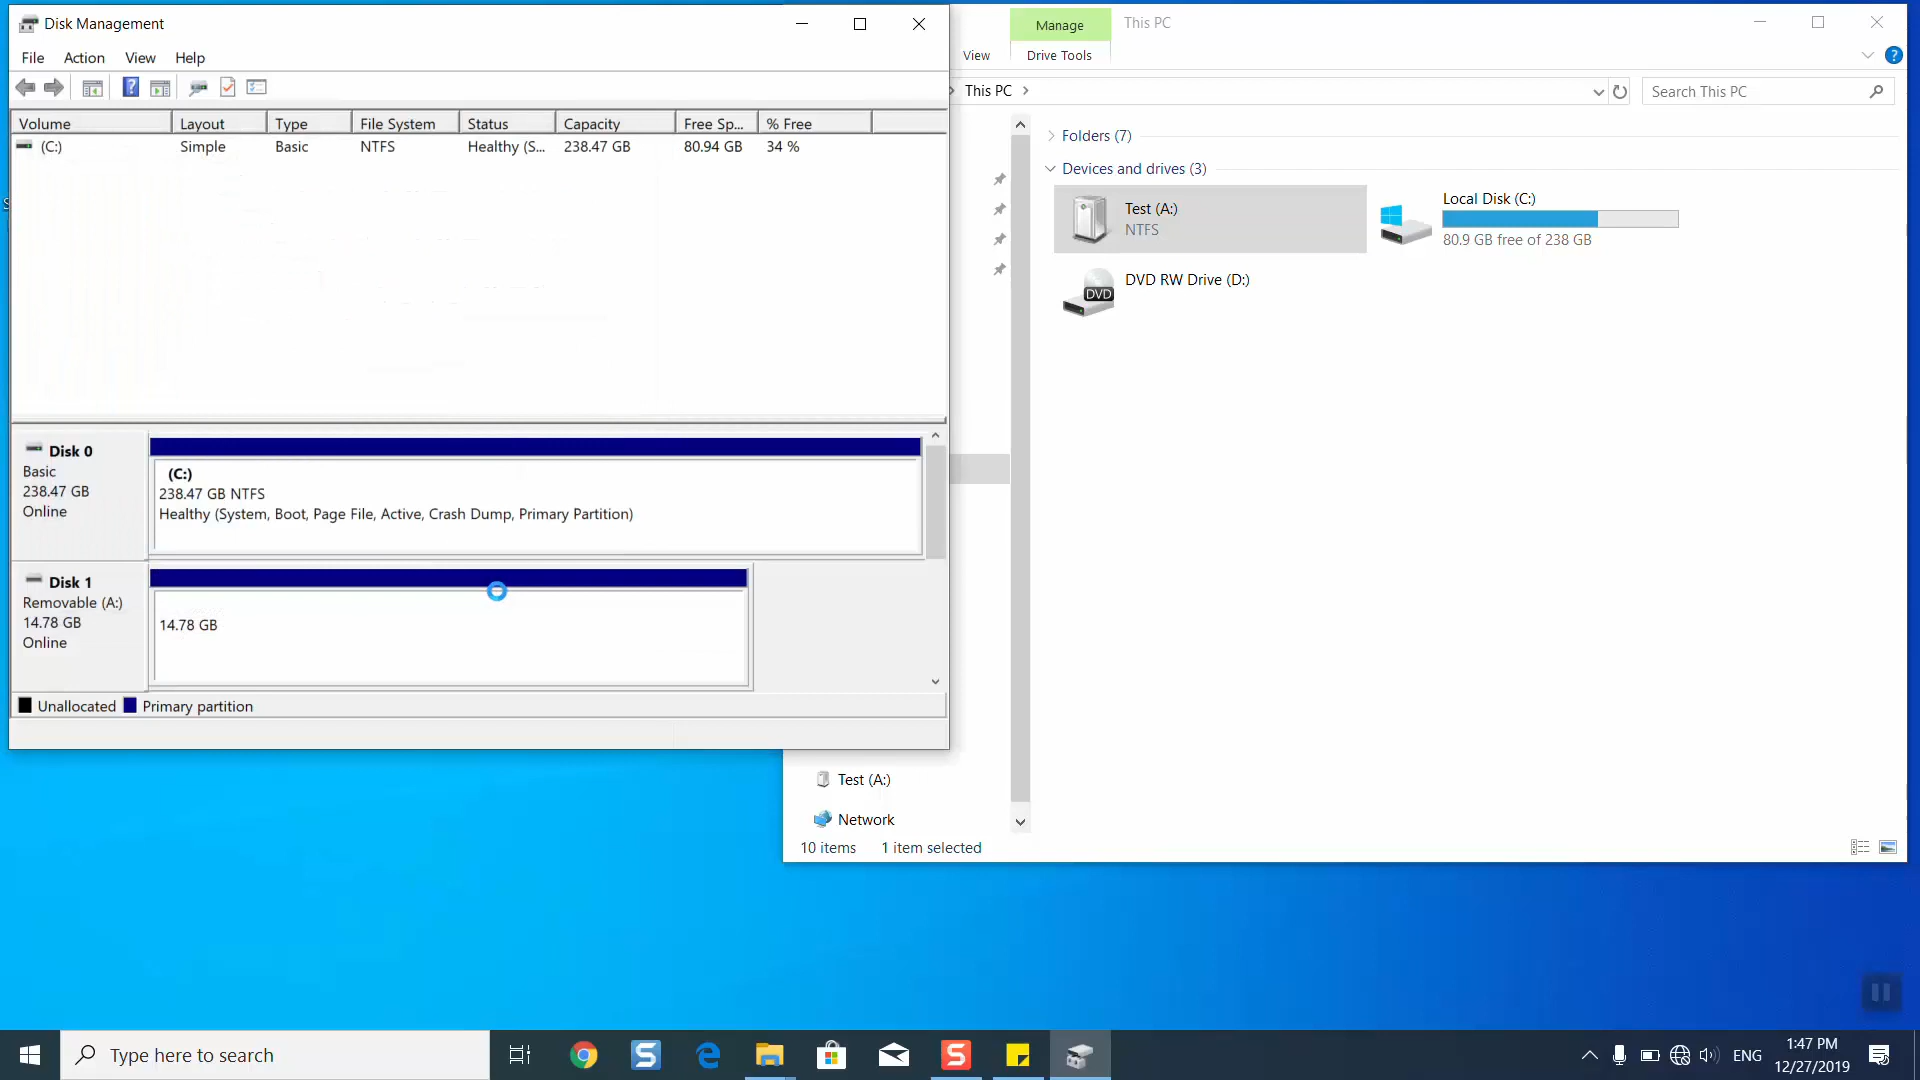 Disk Management
File Action View Help
Volume Layout Type File System Status Capacity Free Sp... % Free
(C:) Simple Basic NTFS Healthy (S... 238.47 GB 80.94 GB 34 %
Disk 0
Basic
238.47 GB
Online
(C:)
238.47 GB NTFS
Healthy (System, Boot, Page File, Active, Crash Dump, Primary Partition)
Disk 1
Removable (A:)
14.78 GB
Online
14.78 GB
Unallocated Primary partition
Manage This PC
View Drive Tools
This PC
Search This PC
Folders (7)
Devices and drives (3)
Test (A:)
NTFS
Local Disk (C:)
80.9 GB free of 238 GB
DVD RW Drive (D:)
DVD
Test (A:)
Network
10 items 1 item selected
Type here to search
ENG
1:47 PM
12/27/2019